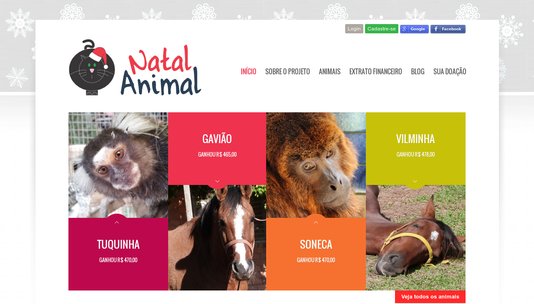 Login
Cadastre-se
Google
Facebook
Natal
Animal
INÍCIO
SOBRE O PROJETO
ANIMAIS
EXTRATO FINANCEIRO
BLOG
SUA DOAÇÃO
GAVIÃO
GANHOU R$ 465,00
VILMINHA
GANHOU R$ 419,00
TUQUINHA
GANHOU R$ 470,00
SONECA
GANHOU R$ 470,00
Veja todos os animais